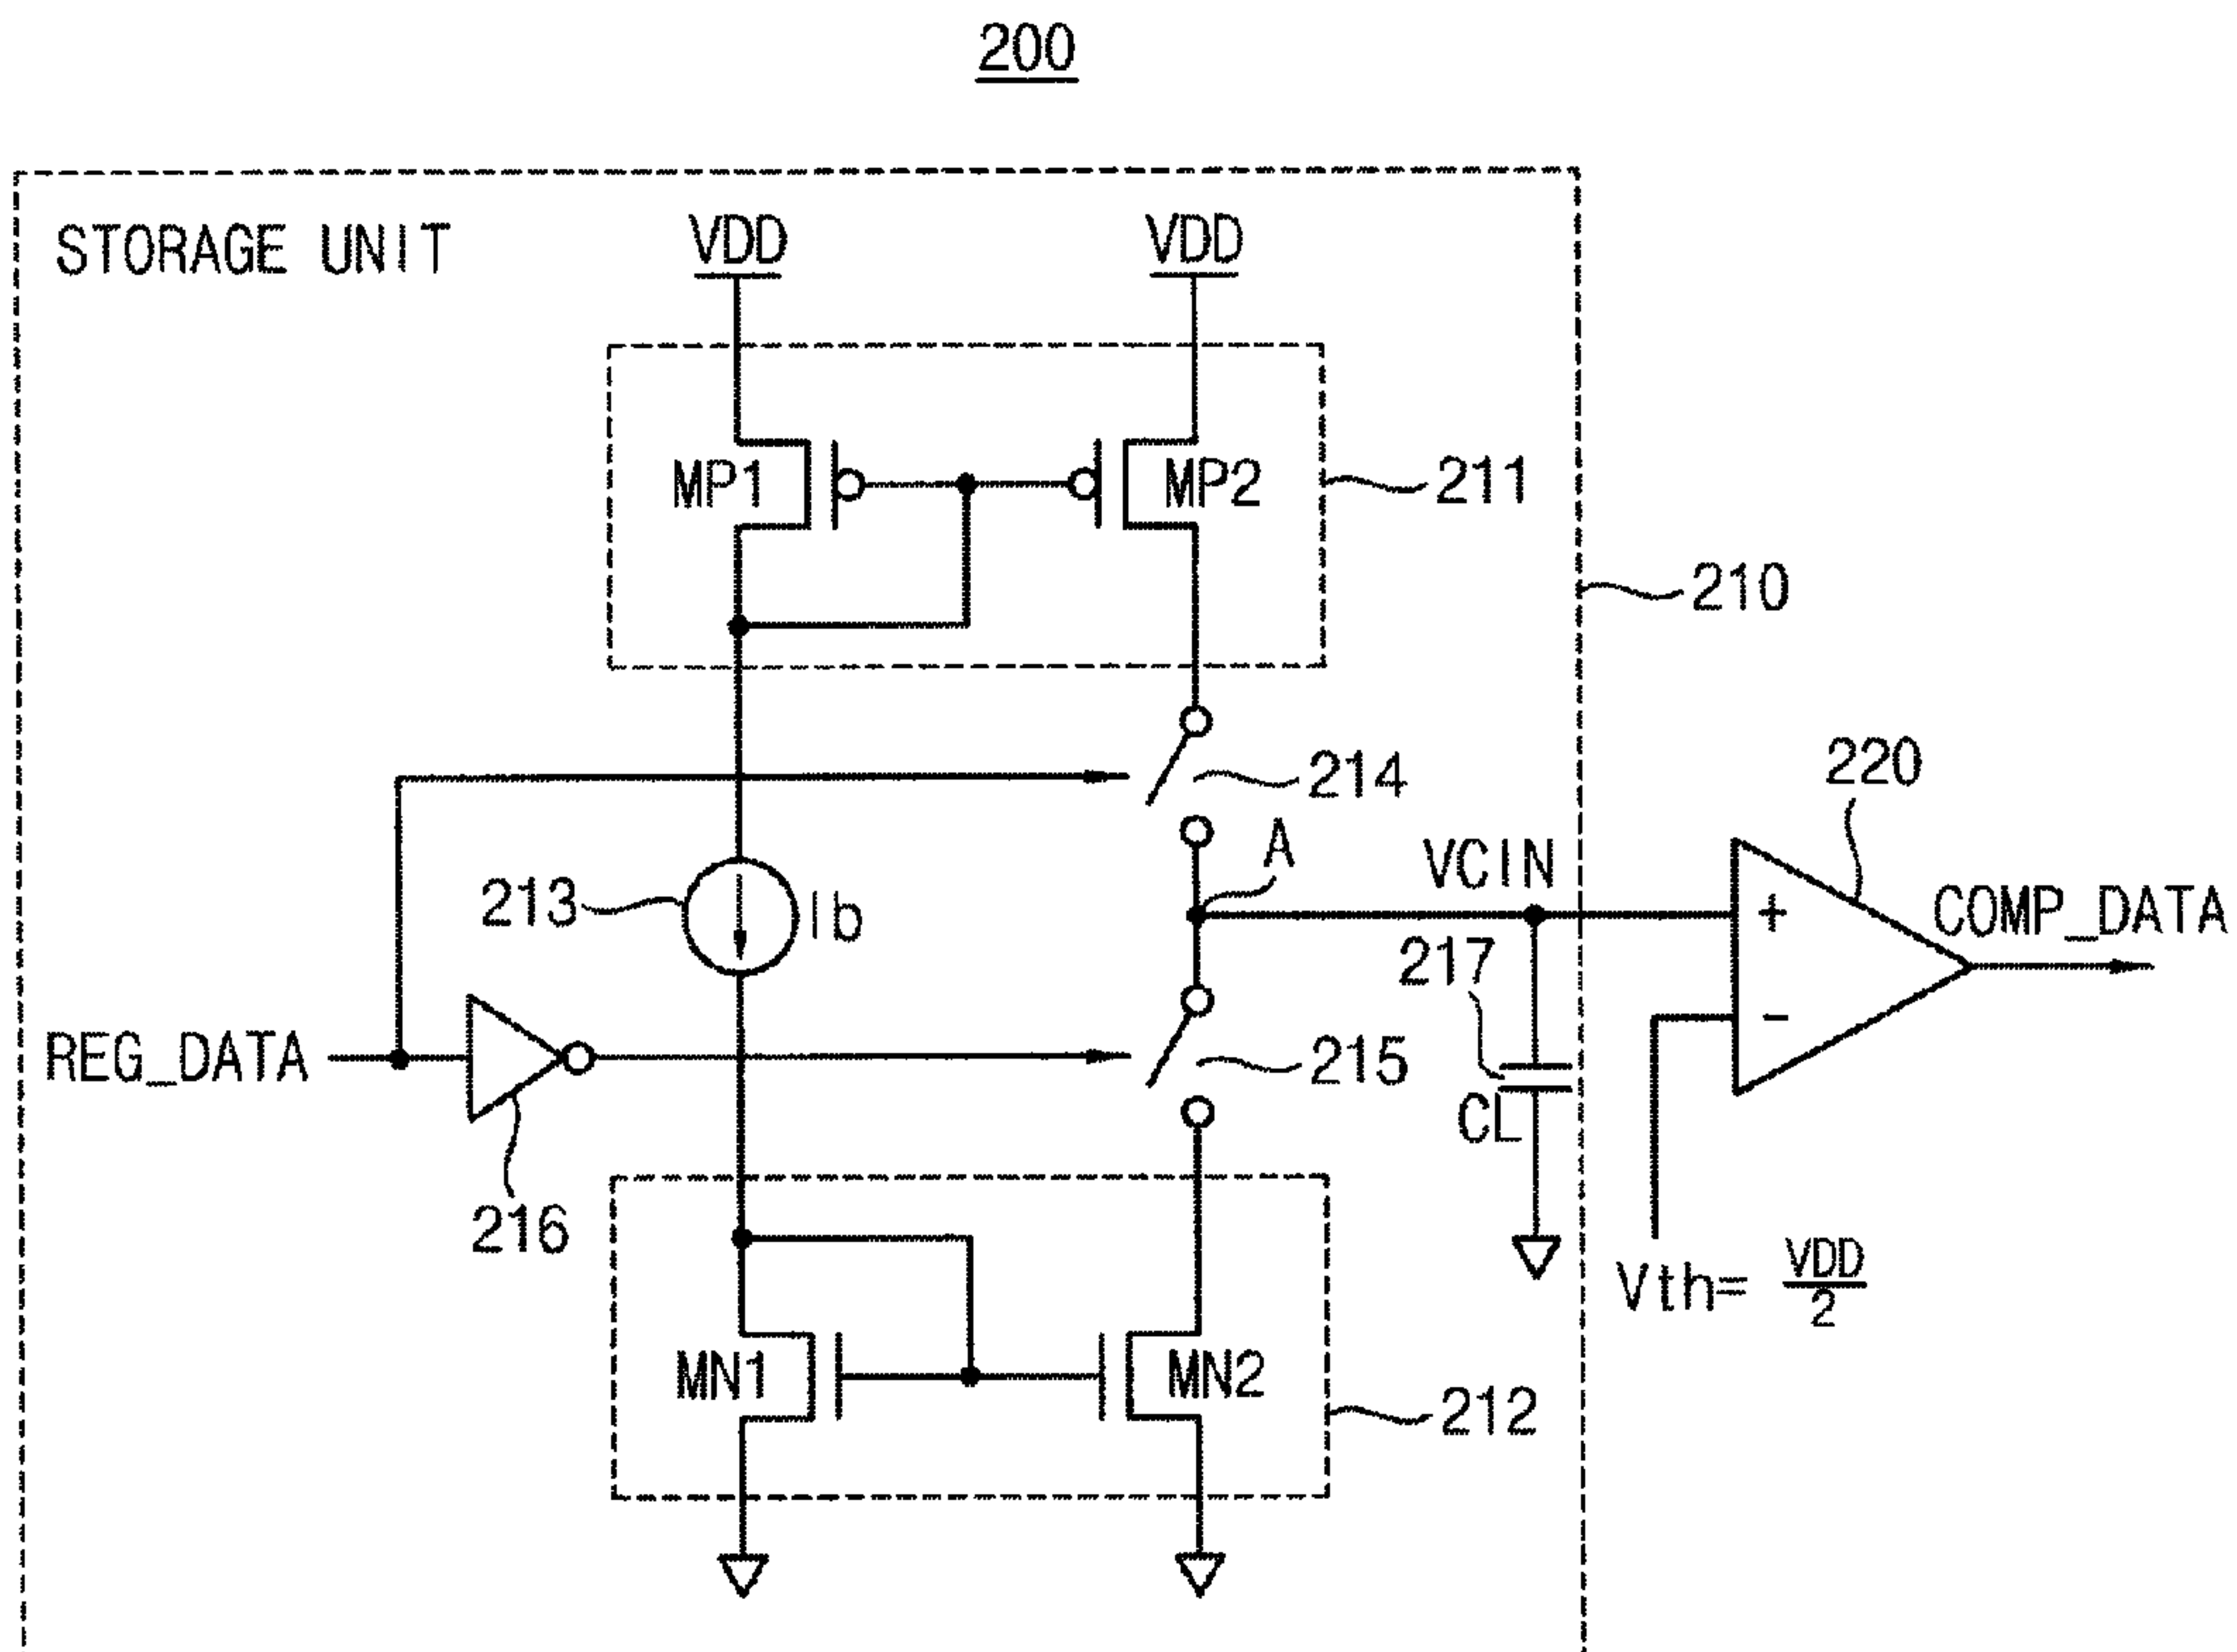 200
STORAGE UNIT
VDD
VDD
MP1
MP2
211
210
214
220
A
VCIN
213
Ib
COMP_DATA
+
217
REG_DATA
-
215
CL
216
Vth= VDD/2
MN1
MN2
212